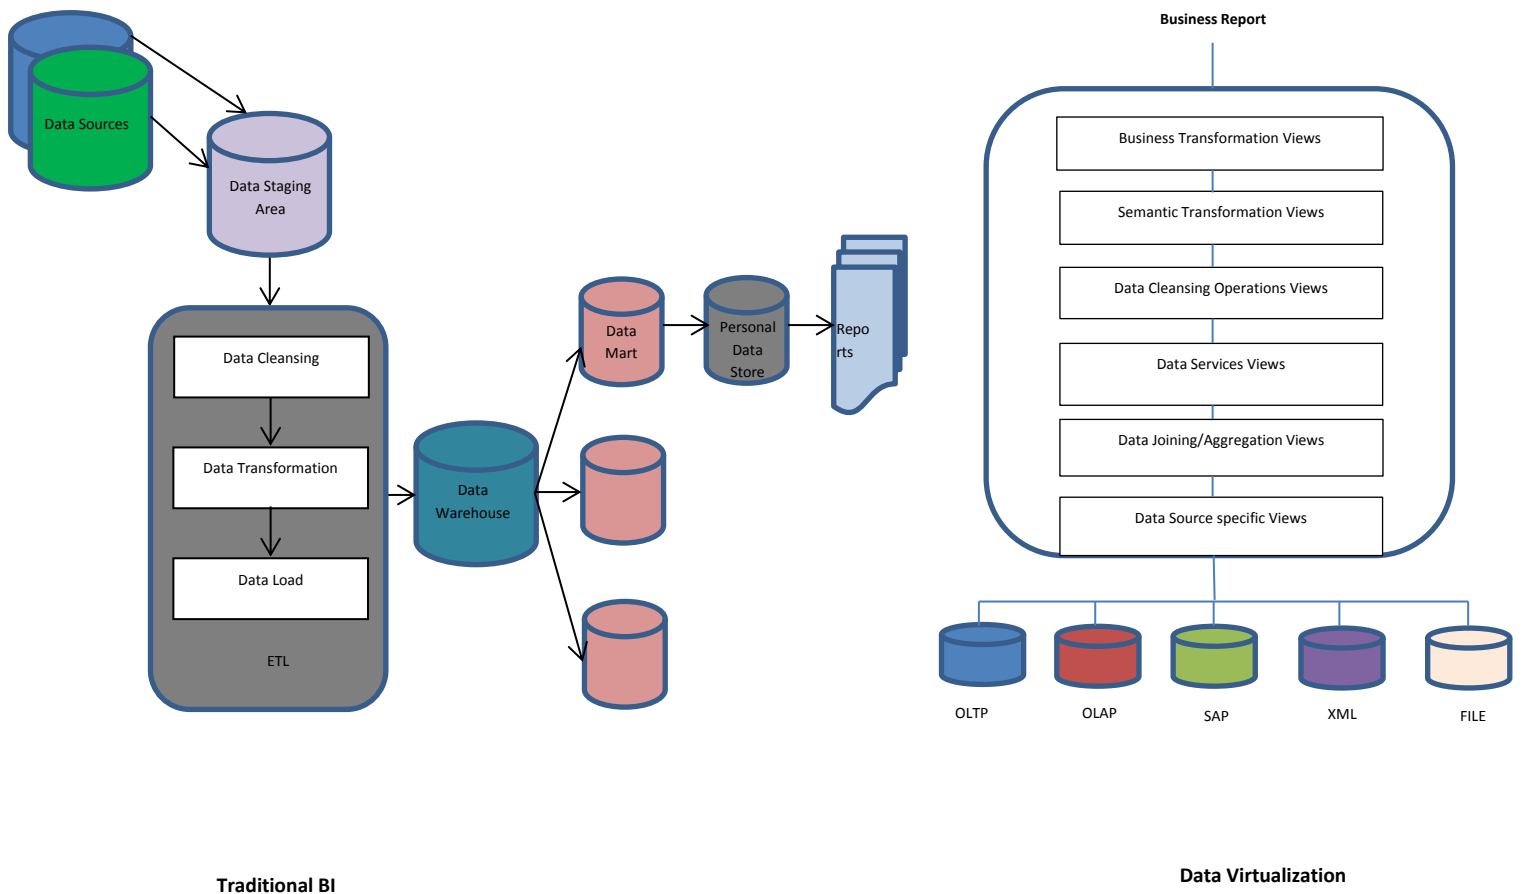 Data Sources
Data Staging
Area
Data Cleansing
Data Transformation
Data Load
ETL
Data
Warehouse
Data
Mart
Personal
Data
Store
Repo
rts
Traditional BI
Business Report
Business Transformation Views
Semantic Transformation Views
Data Cleansing Operations Views
Data Services Views
Data Joining/Aggregation Views
Data Source specific Views
OLTP
OLAP
SAP
XML
FILE
Data Virtualization